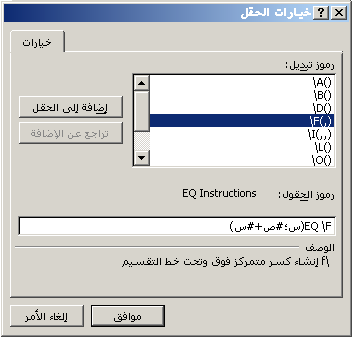 خيارات الحقل
خيارات
رموز تبديل:
\A()
\B()
\D()
\F(,)
\I(,,)
\L()
\O()
إضافة إلى الحقل
تراجع عن الإضافة
رموز الحقول: EQ Instructions
EQ \F(س؛#ص+#س)
الوصف
\f إنشاء كسر متمركز فوق وتحت خط التقسيم
موافق
إلغاء الأمر